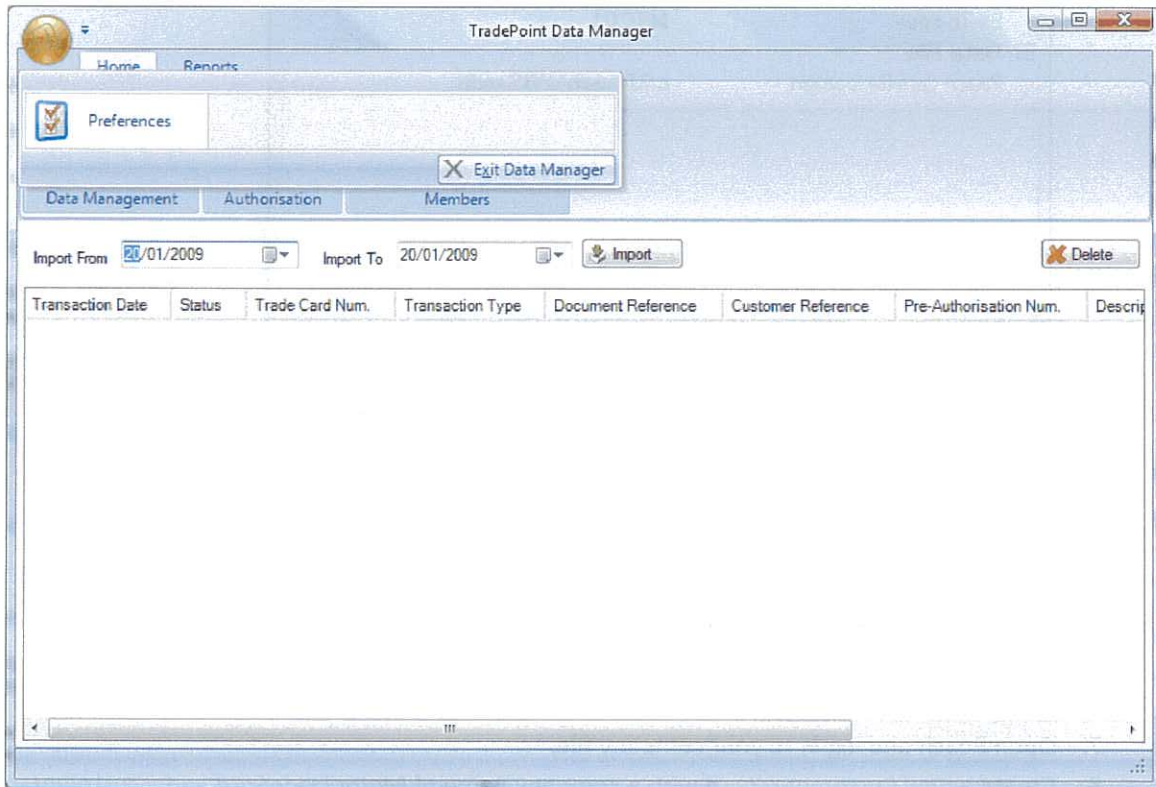 TradePoint Data Manager
Home Reports
Preferences
Exit Data Manager
Data Management Authorisation Members
Import From 20/01/2009 Import To 20/01/2009 Import Delete
Transaction Date Status Trade Card Num. Transaction Type Document Reference Customer Reference Pre-Authorisation Num. Descrip